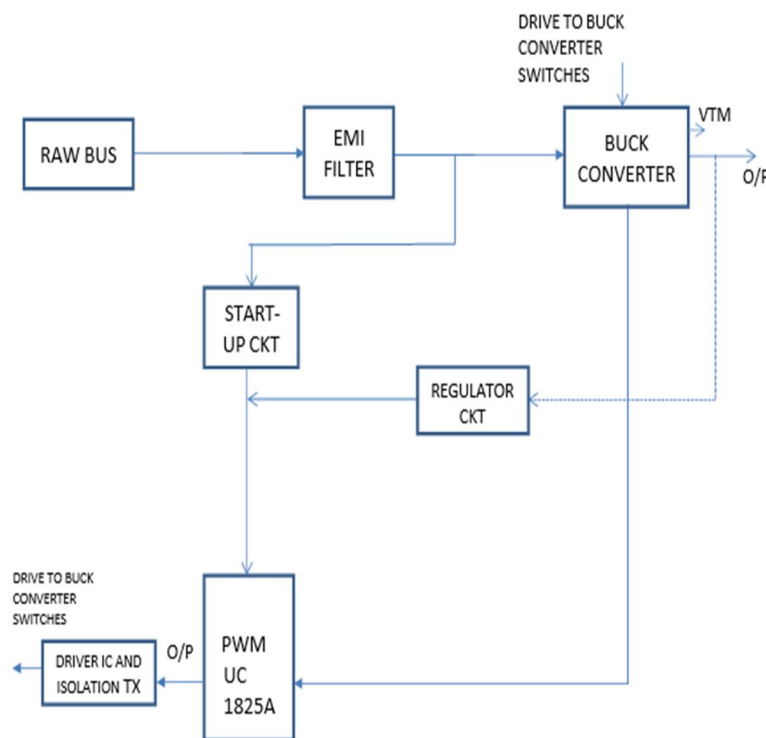 DRIVE TO BUCK
CONVERTER
SWITCHES
VTM
RAW BUS
EMI
FILTER
BUCK
CONVERTER
O/P
START-
UP CKT
REGULATOR
CKT
DRIVE TO BUCK
CONVERTER
SWITCHES
O/P
DRIVER IC AND
ISOLATION TX
PWM
UC
1825A